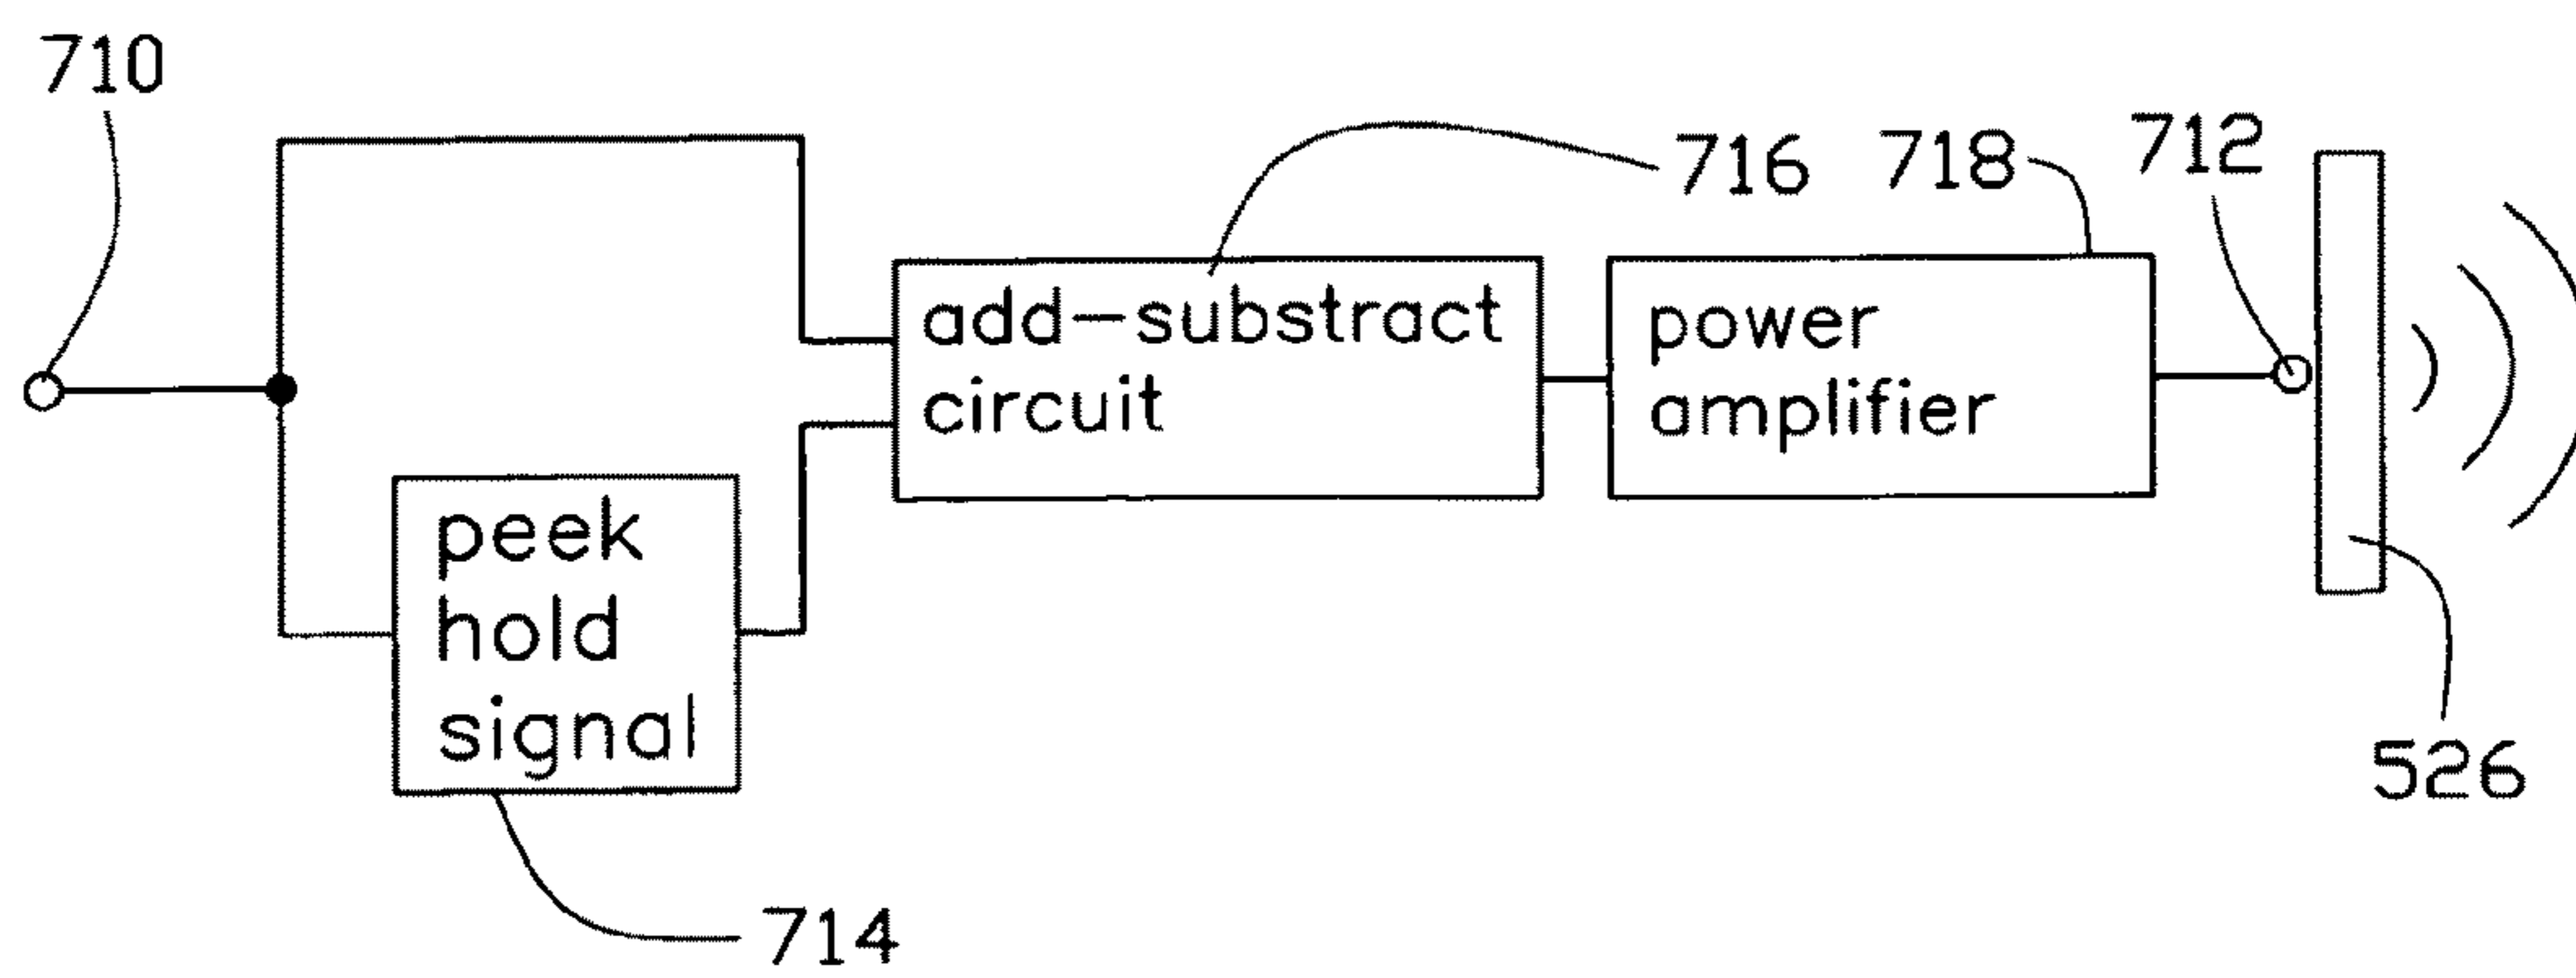 710
716
718
712
add-substract
circuit
power
amplifier
peek
hold
signal
526
714